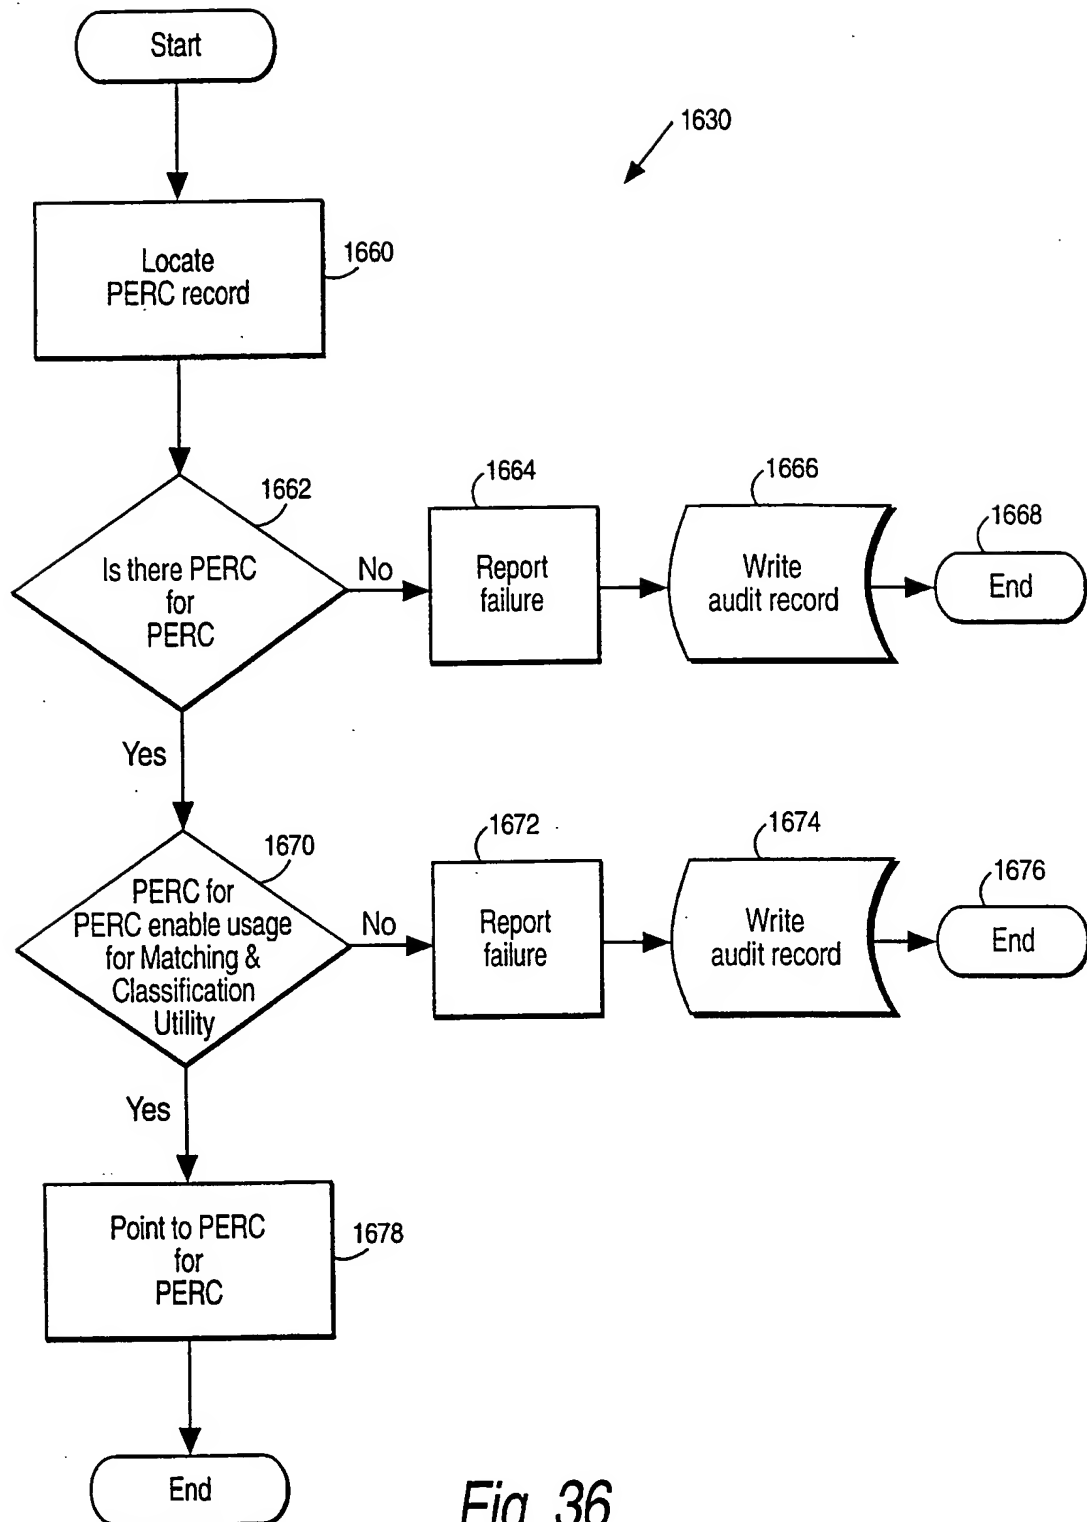 Start
1630
Locate
PERC record
1660
1662
Is there PERC
for
PERC
No
1664
Report
failure
1666
Write
audit record
1668
End
Yes
1670
PERC for
PERC enable usage
for Matching &
Classification
Utility
No
1672
Report
failure
1674
Write
audit record
1676
End
Yes
Point to PERC
for
PERC
1678
End
Fig. 36